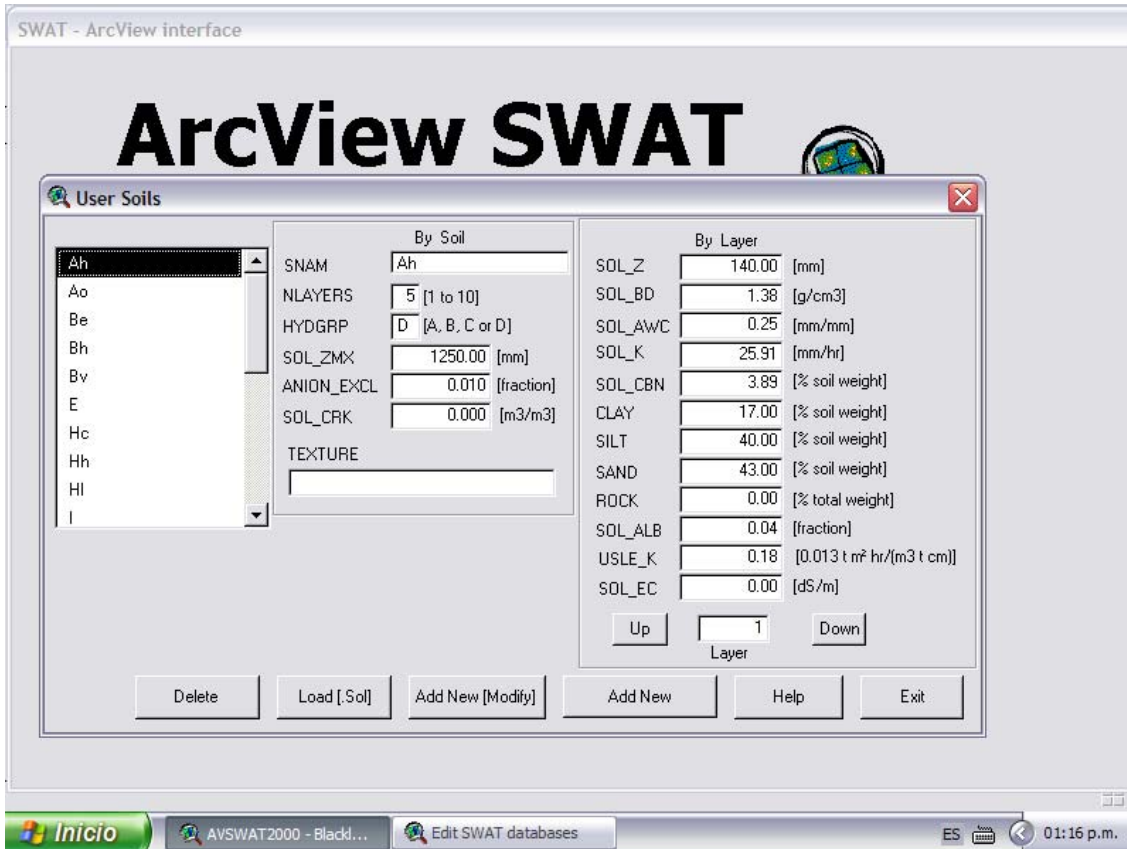 SWAT - ArcView interface
ArcView SWAT
User Soils
Ah
Ao
Be
Bh
Bv
E
Hc
Hh
Hl
I
By Soil
SNAM Ah
NLAYERS 5 [1 to 10]
HYDGRP D [A, B, C or D]
SOL_ZMX 1250.00 [mm]
ANION_EXCL 0.010 [fraction]
SOL_CRK 0.000 [m3/m3]
TEXTURE
By Layer
SOL_Z 140.00 [mm]
SOL_BD 1.38 [g/cm3]
SOL_AWC 0.25 [mm/mm]
SOL_K 25.91 [mm/hr]
SOL_CBN 3.89 [% soil weight]
CLAY 17.00 [% soil weight]
SILT 40.00 [% soil weight]
SAND 43.00 [% soil weight]
ROCK 0.00 [% total weight]
SOL_ALB 0.04 [fraction]
USLE_K 0.18 [0.013 t m² hr/(m3 t cm)]
SOL_EC 0.00 [dS/m]
Up 1 Down
Layer
Delete Load [.Sol] Add New [Modify] Add New Help Exit
Inicio AVSWAT2000 - Blackl... Edit SWAT databases ES 01:16 p.m.